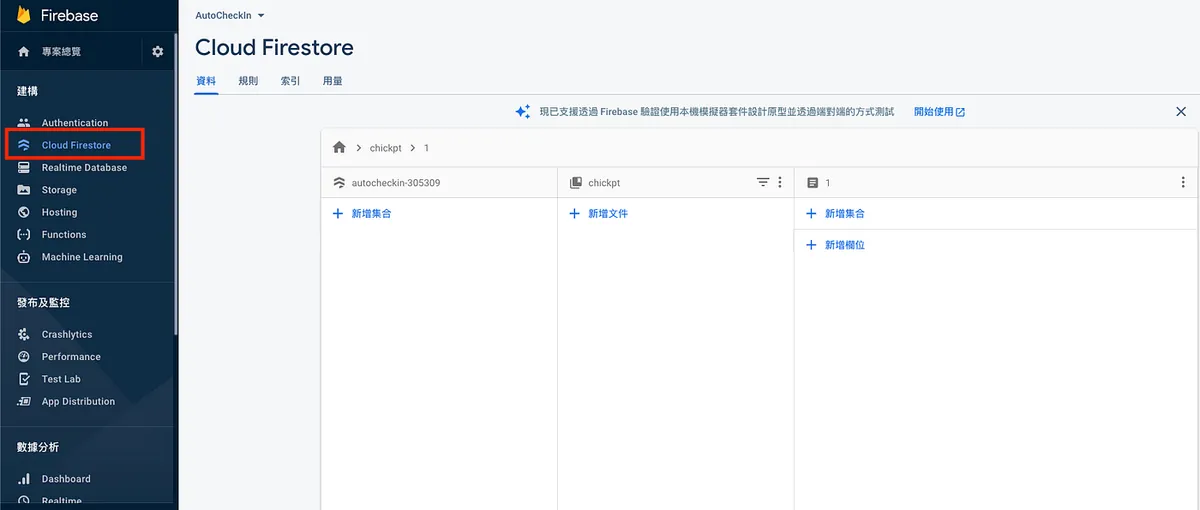 Firebase
專案總覽
建構
Authentication
Cloud Firestore
Realtime Database
Storage
Hosting
Functions
Machine Learning
發布及監控
Crashlytics
Performance
Test Lab
App Distribution
數據分析
Dashboard
Realtime
AutoCheckIn
Cloud Firestore
資料 規則 索引 用量
現已支援透過 Firebase 驗證使用本機模擬器套件設計原型並透過端對端的方式測試 開始使用
chickpt 1
autocheckin-305309 chickpt 1
新增集合 新增文件 新增集合
新增欄位